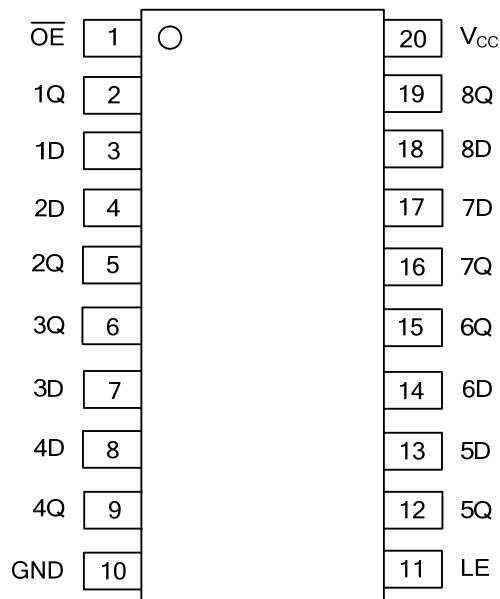 O̅E̅ 1 20 VCC
1Q 2 19 8Q
1D 3 18 8D
2D 4 17 7D
2Q 5 16 7Q
3Q 6 15 6Q
3D 7 14 6D
4D 8 13 5D
4Q 9 12 5Q
GND 10 11 LE